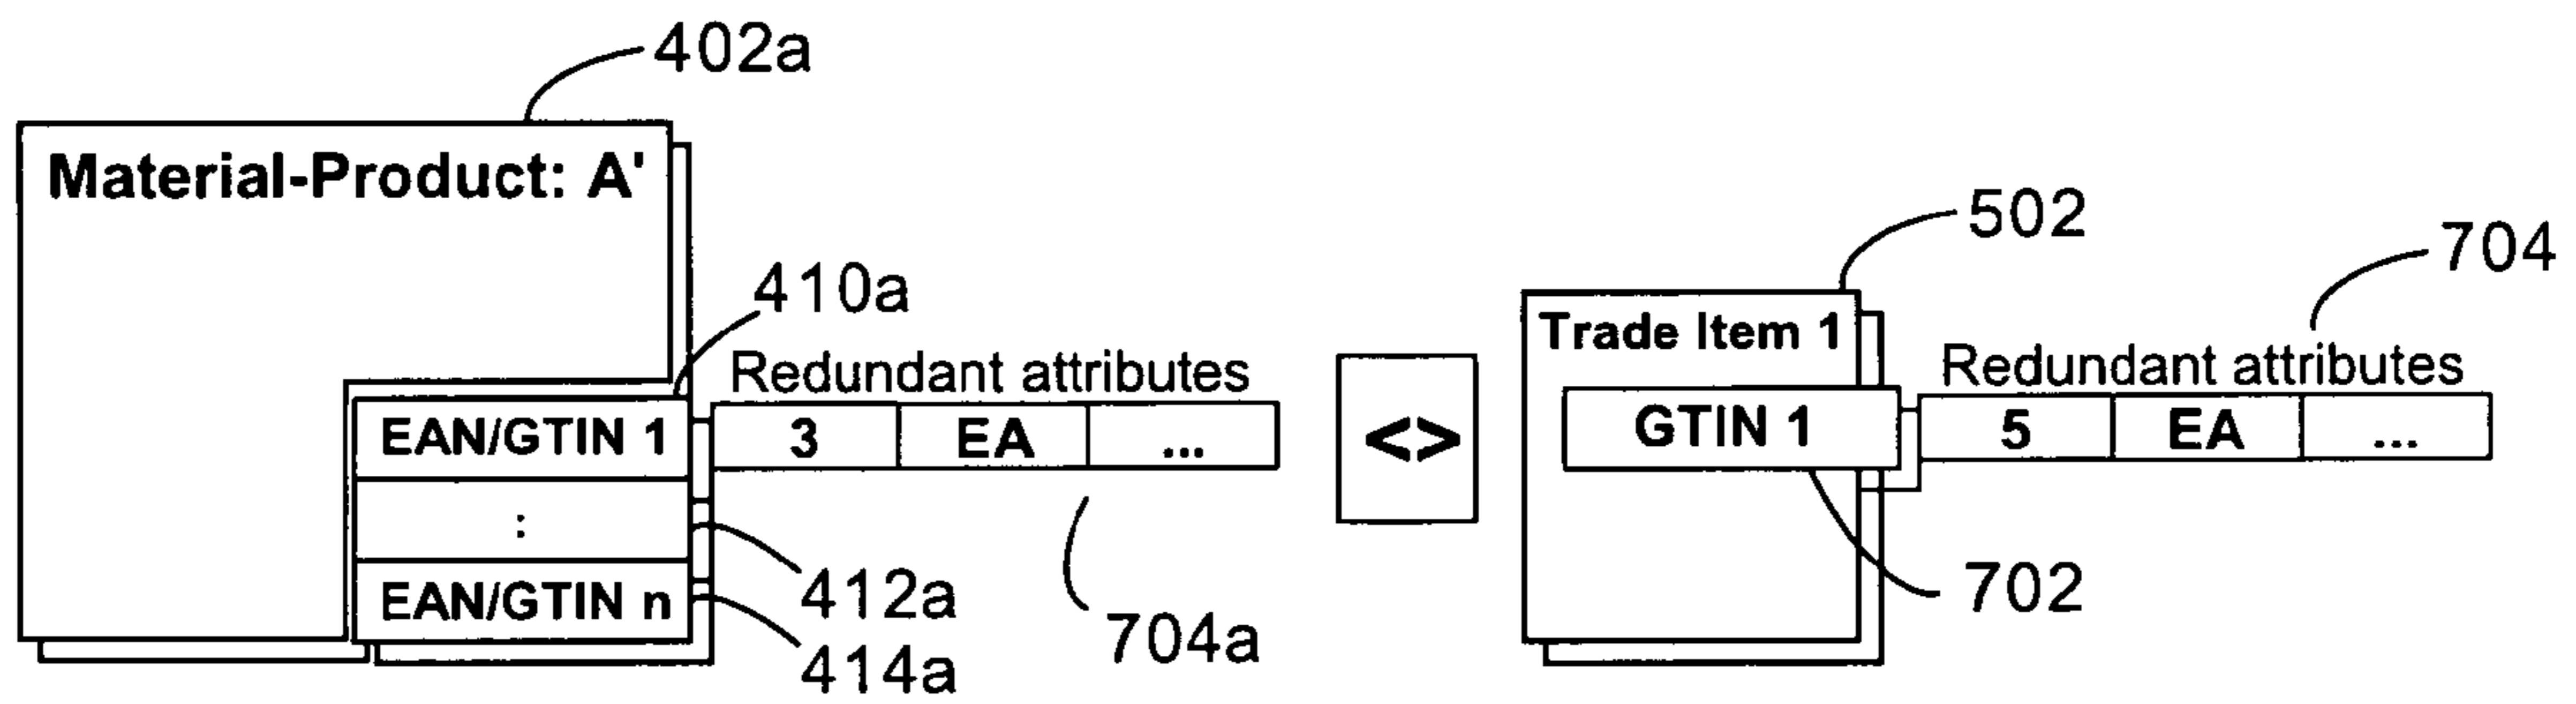 402a
Material-Product: A'
502
704
410a
Trade Item 1
Redundant attributes
Redundant attributes
EAN/GTIN 1
3 EA ...
<>
GTIN 1
5 EA ...
:
412a
702
EAN/GTIN n
704a
414a